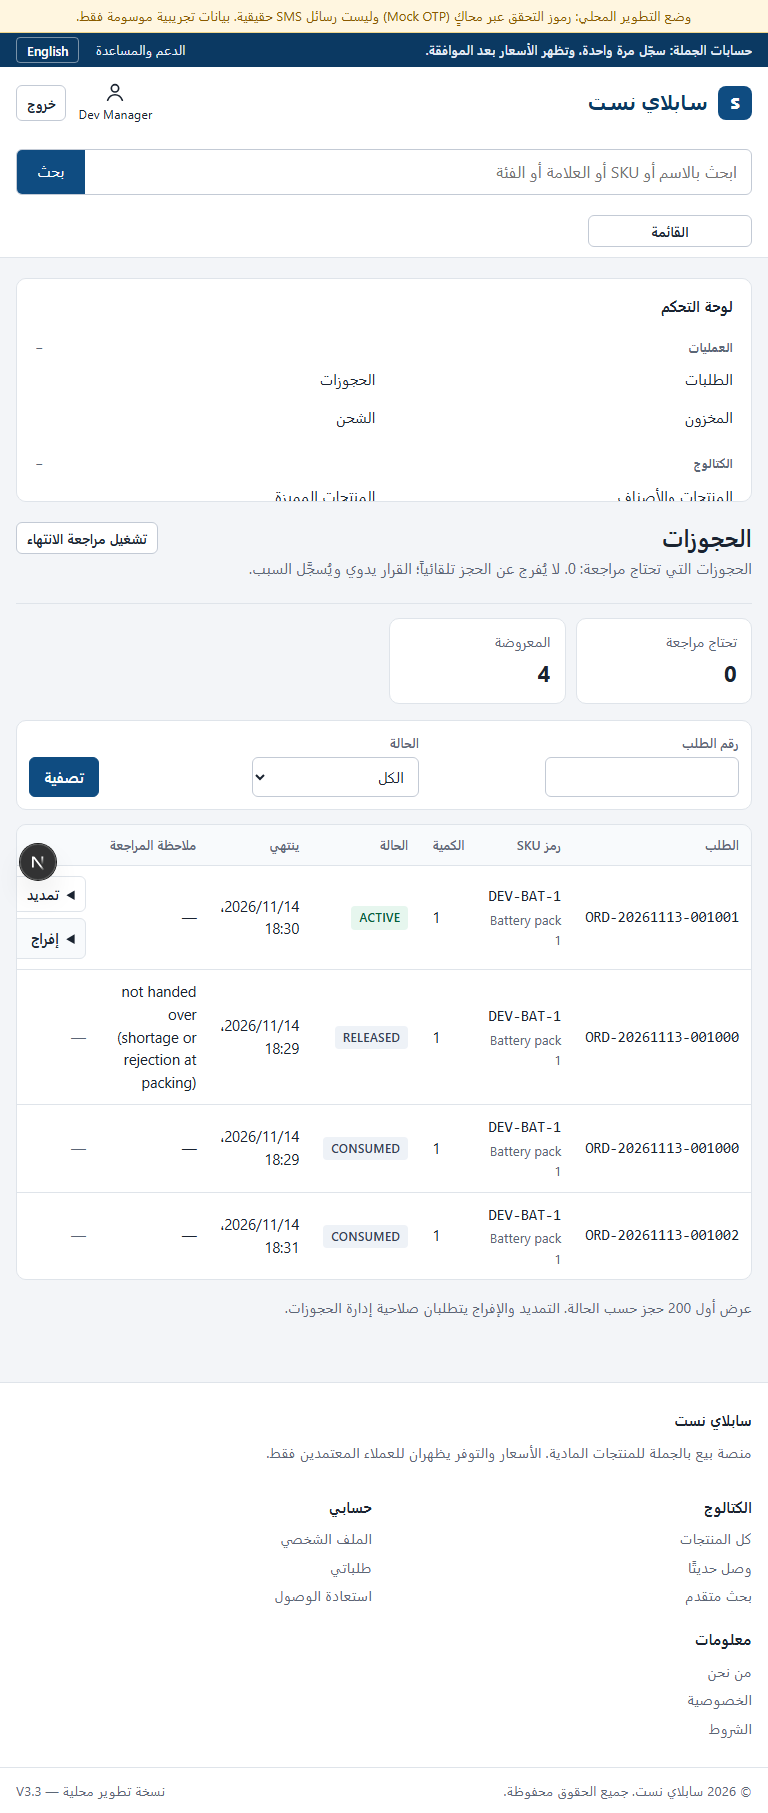 وضع التطوير المحلي: رموز التحقق عبر محاكٍ (Mock OTP) وليست رسائل SMS حقيقية. بيانات تجريبية موسومة فقط.
حسابات الجملة: سجّل مرة واحدة، وتظهر الأسعار بعد الموافقة.
الدعم والمساعدة
English
S
سابلاي نست
Dev Manager
خروج
ابحث بالاسم أو SKU أو العلامة أو الفئة
بحث
القائمة
لوحة التحكم
العمليات –
الطلبات الحجوزات
المخزون الشحن
الكتالوج –
المنتجات والأصناف المنتجات المميزة
الحجوزات
تشغيل مراجعة الانتهاء
الحجوزات التي تحتاج مراجعة: 0. لا يُفرج عن الحجز تلقائياً؛ القرار يدوي ويُسجَّل السبب.
تحتاج مراجعة
0
المعروضة
4
رقم الطلب
الحالة
الكل
تصفية
الطلب رمز SKU الكمية الحالة ينتهي ملاحظة المراجعة
N
ORD-20261113-001001
DEV-BAT-1
Battery pack
1
1
ACTIVE
2026/11/14،
18:30
—
◀ تمديد
◀ إفراج
ORD-20261113-001000
DEV-BAT-1
Battery pack
1
1
RELEASED
2026/11/14،
18:29
not handed
over
(shortage or
rejection at
packing)
—
ORD-20261113-001000
DEV-BAT-1
Battery pack
1
1
CONSUMED
2026/11/14،
18:29
—
—
ORD-20261113-001002
DEV-BAT-1
Battery pack
1
1
CONSUMED
2026/11/14،
18:31
—
—
عرض أول 200 حجز حسب الحالة. التمديد والإفراج يتطلبان صلاحية إدارة الحجوزات.
سابلاي نست
منصة بيع بالجملة للمنتجات المادية. الأسعار والتوفر يظهران للعملاء المعتمدين فقط.
الكتالوج
كل المنتجات
وصل حديثًا
بحث متقدم
حسابي
الملف الشخصي
طلباتي
استعادة الوصول
معلومات
من نحن
الخصوصية
الشروط
© 2026 سابلاي نست. جميع الحقوق محفوظة.
نسخة تطوير محلية — V3.3